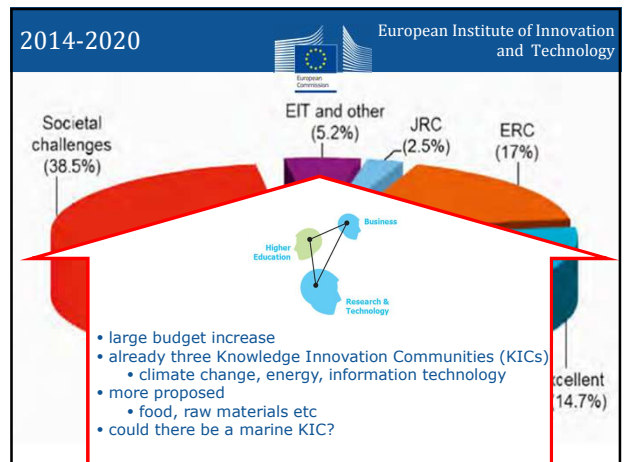 2014-2020
European Institute of Innovation
and Technology
European
Commission
Societal
challenges
(38.5%)
EIT and other
(5.2%)
JRC
(2.5%)
ERC
(17%)
Business
Higher
Education
Research &
Technology
• large budget increase
• already three Knowledge Innovation Communities (KICs)
• climate change, energy, information technology
• more proposed
• food, raw materials etc
• could there be a marine KIC?
xcellent
(14.7%)